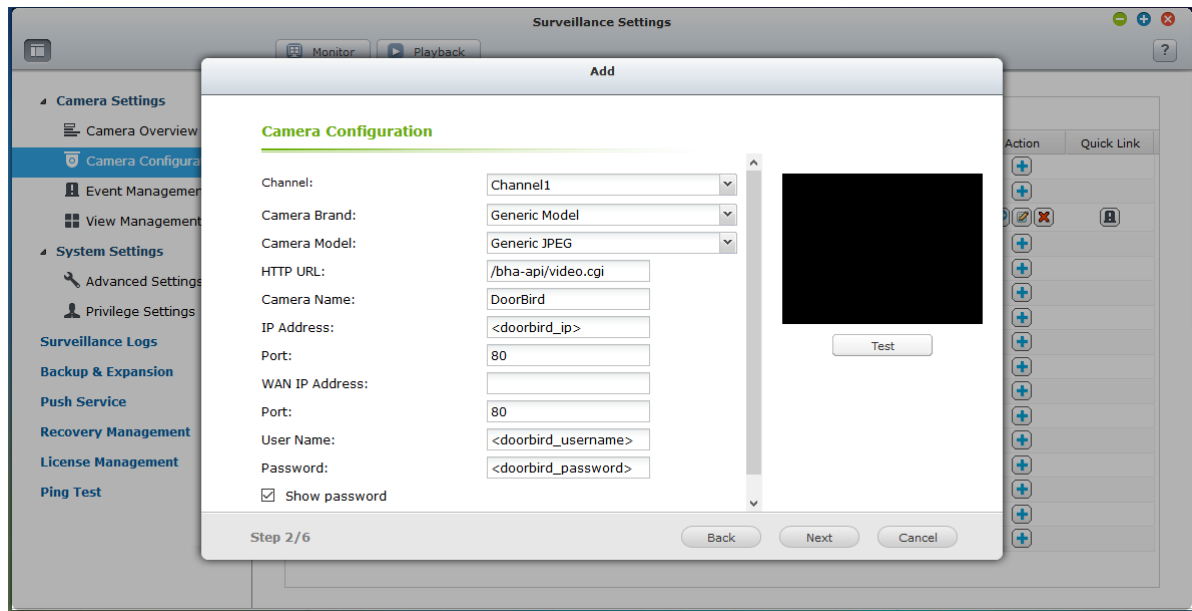 Surveillance Settings
Monitor
Playback
?
Add
Camera Settings
Camera Overview
Camera Configura
Event Managemer
View Management
System Settings
Advanced Settings
Privilege Settings
Surveillance Logs
Backup & Expansion
Push Service
Recovery Management
License Management
Ping Test
Camera Configuration
Channel: Channel1
Camera Brand: Generic Model
Camera Model: Generic JPEG
HTTP URL: /bha-api/video.cgi
Camera Name: DoorBird
IP Address: <doorbird_ip>
Port: 80
WAN IP Address:
Port: 80
User Name: <doorbird_username>
Password: <doorbird_password>
Show password
Test
Step 2/6
Back
Next
Cancel
Action
Quick Link